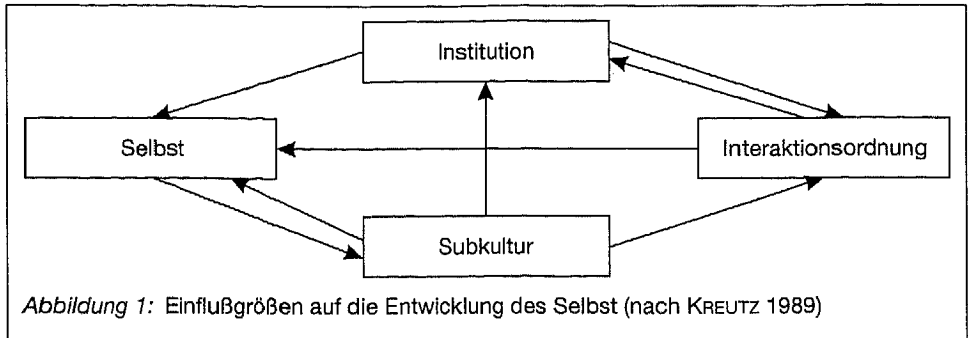 Institution
Selbst
Interaktionsordnung
Subkultur
Abbildung 1: Einflußgrößen auf die Entwicklung des Selbst (nach KREUTZ 1989)